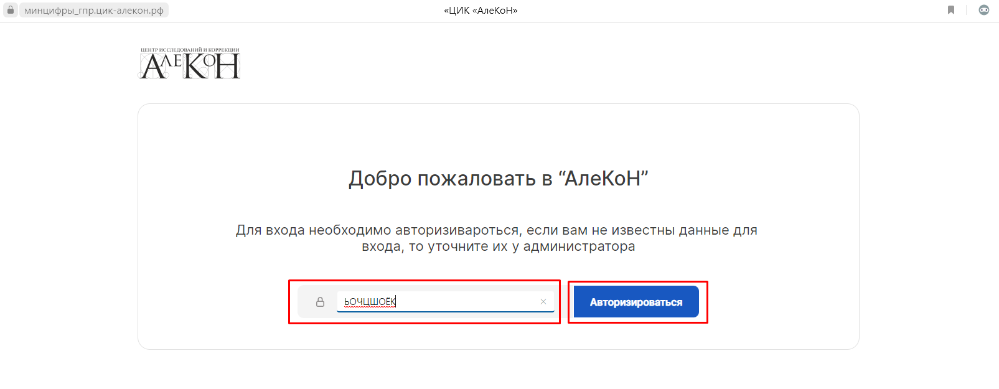 минцифры_гпр.цик-алекон.рф
«ЦИК «АлеКоН»
ЦЕНТР ИССЛЕДОВАНИЙ И КОРРЕКЦИИ
АлеКоН
Добро пожаловать в “АлеКоН”
Для входа необходимо авторизивароться, если вам не известны данные для
входа, то уточните их у администратора
ЬОЧЦШОЁК
Авторизироваться